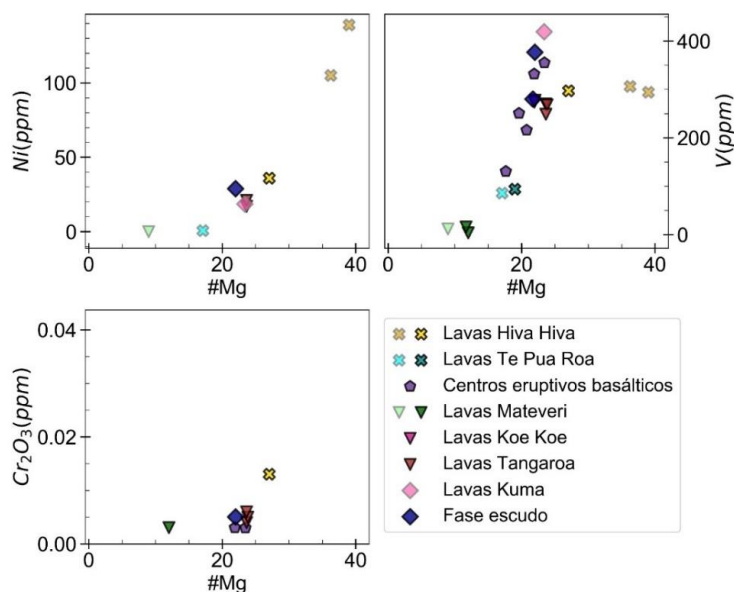 100
50
0
Ni(ppm)
0
20
40
#Mg
400
200
0
V(ppm)
0
20
40
#Mg
0.04
0.02
0.00
Cr₂O₃(ppm)
0
20
40
#Mg
Lavas Hiva Hiva
Lavas Te Pua Roa
Centros eruptivos basálticos
Lavas Mateveri
Lavas Koe Koe
Lavas Tangaroa
Lavas Kuma
Fase escudo